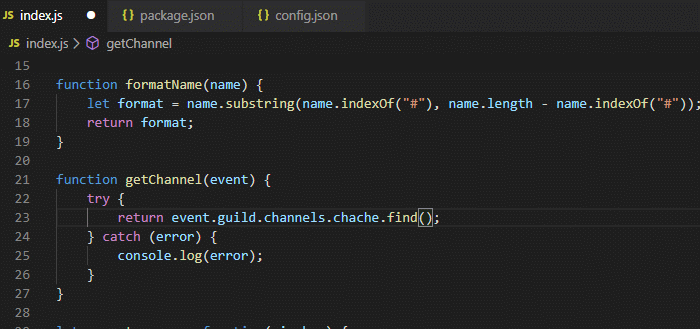 JS index.js ● {} package.json {} config.json
JS index.js > getChannel
15
16 function formatName(name) {
17 let format = name.substring(name.indexOf("#"), name.length - name.indexOf("#"));
18 return format;
19 }
20
21 function getChannel(event) {
22 try {
23 return event.guild.channels.chache.find();
24 } catch (error) {
25 console.log(error);
26 }
27 }
28